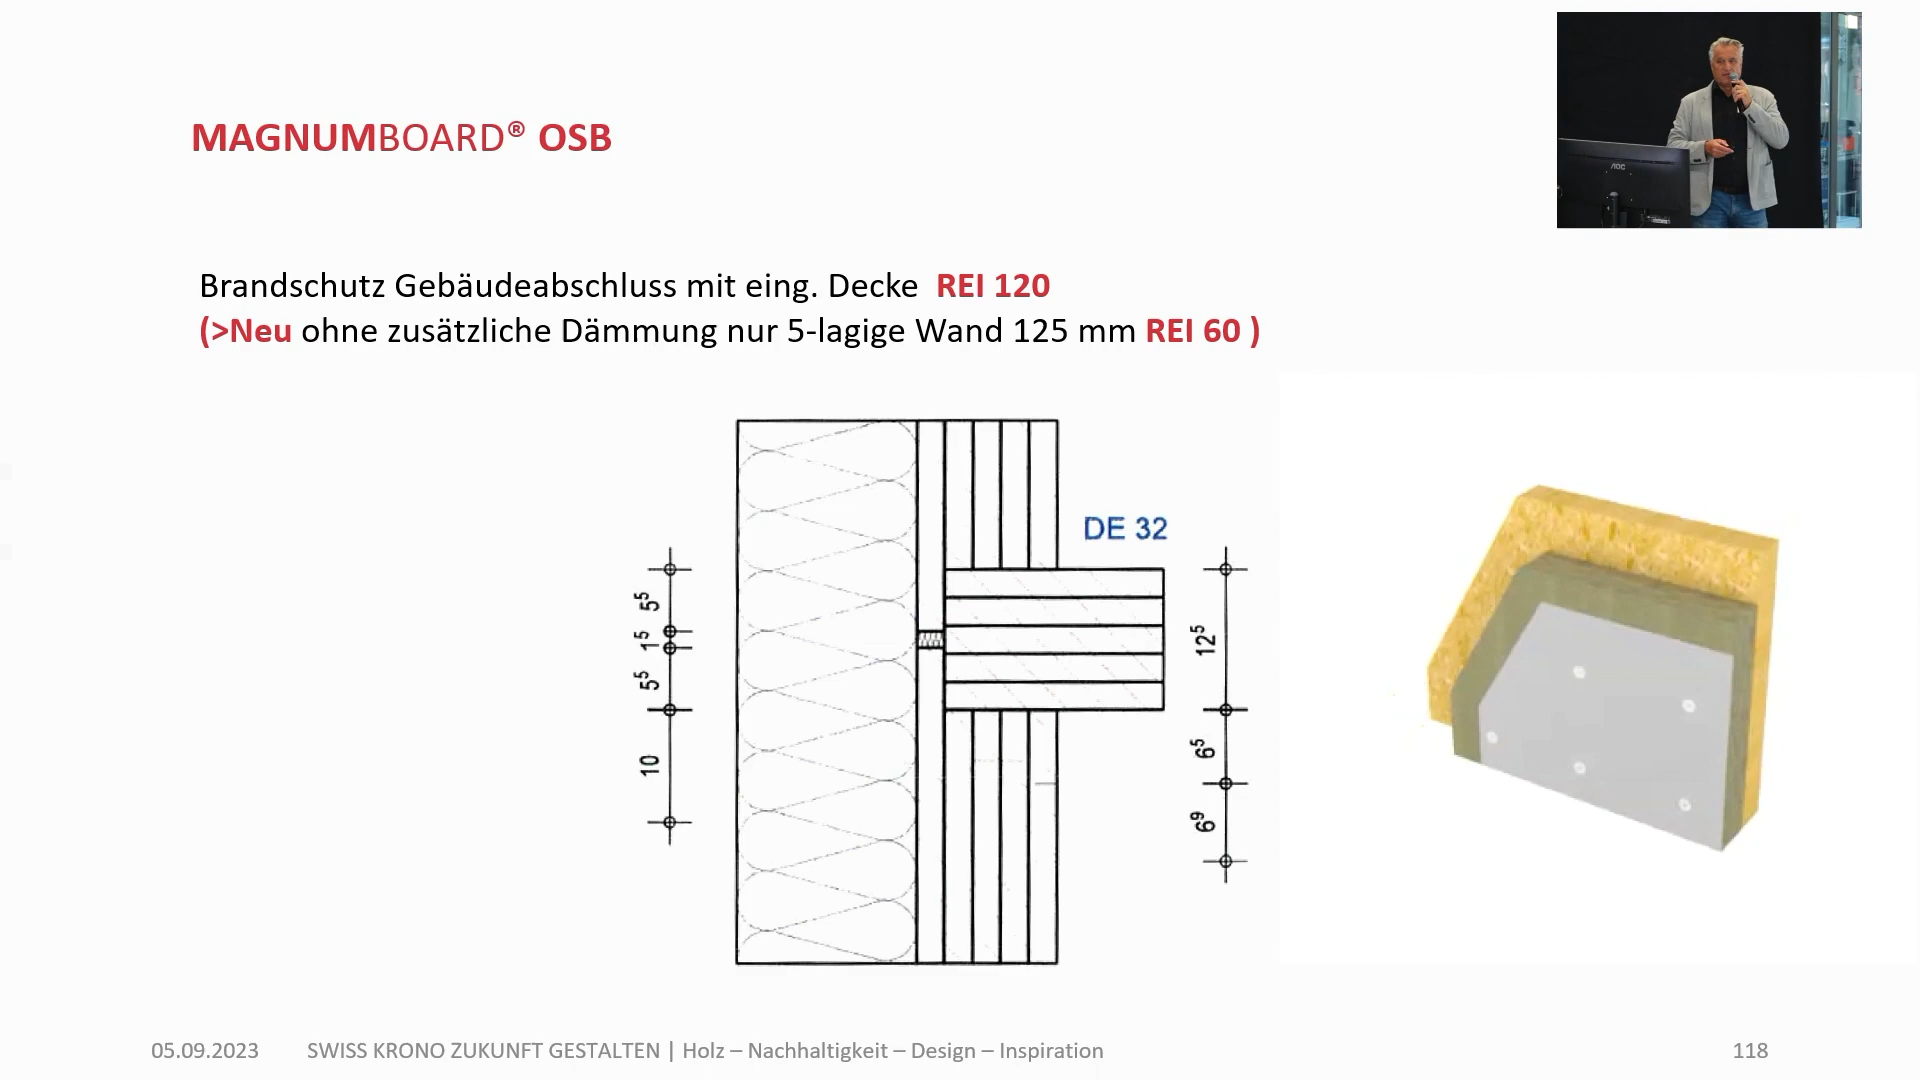 MAGNUMBOARD® OSB
Brandschutz Gebäudeabschluss mit eing. Decke REI 120
(>Neu ohne zusätzliche Dämmung nur 5-lagige Wand 125 mm REI 60 )
DE 32
5⁵
1⁵
5⁵
10
12⁵
6⁵
6⁹
AOC
05.09.2023 SWISS KRONO ZUKUNFT GESTALTEN | Holz – Nachhaltigkeit – Design – Inspiration 118